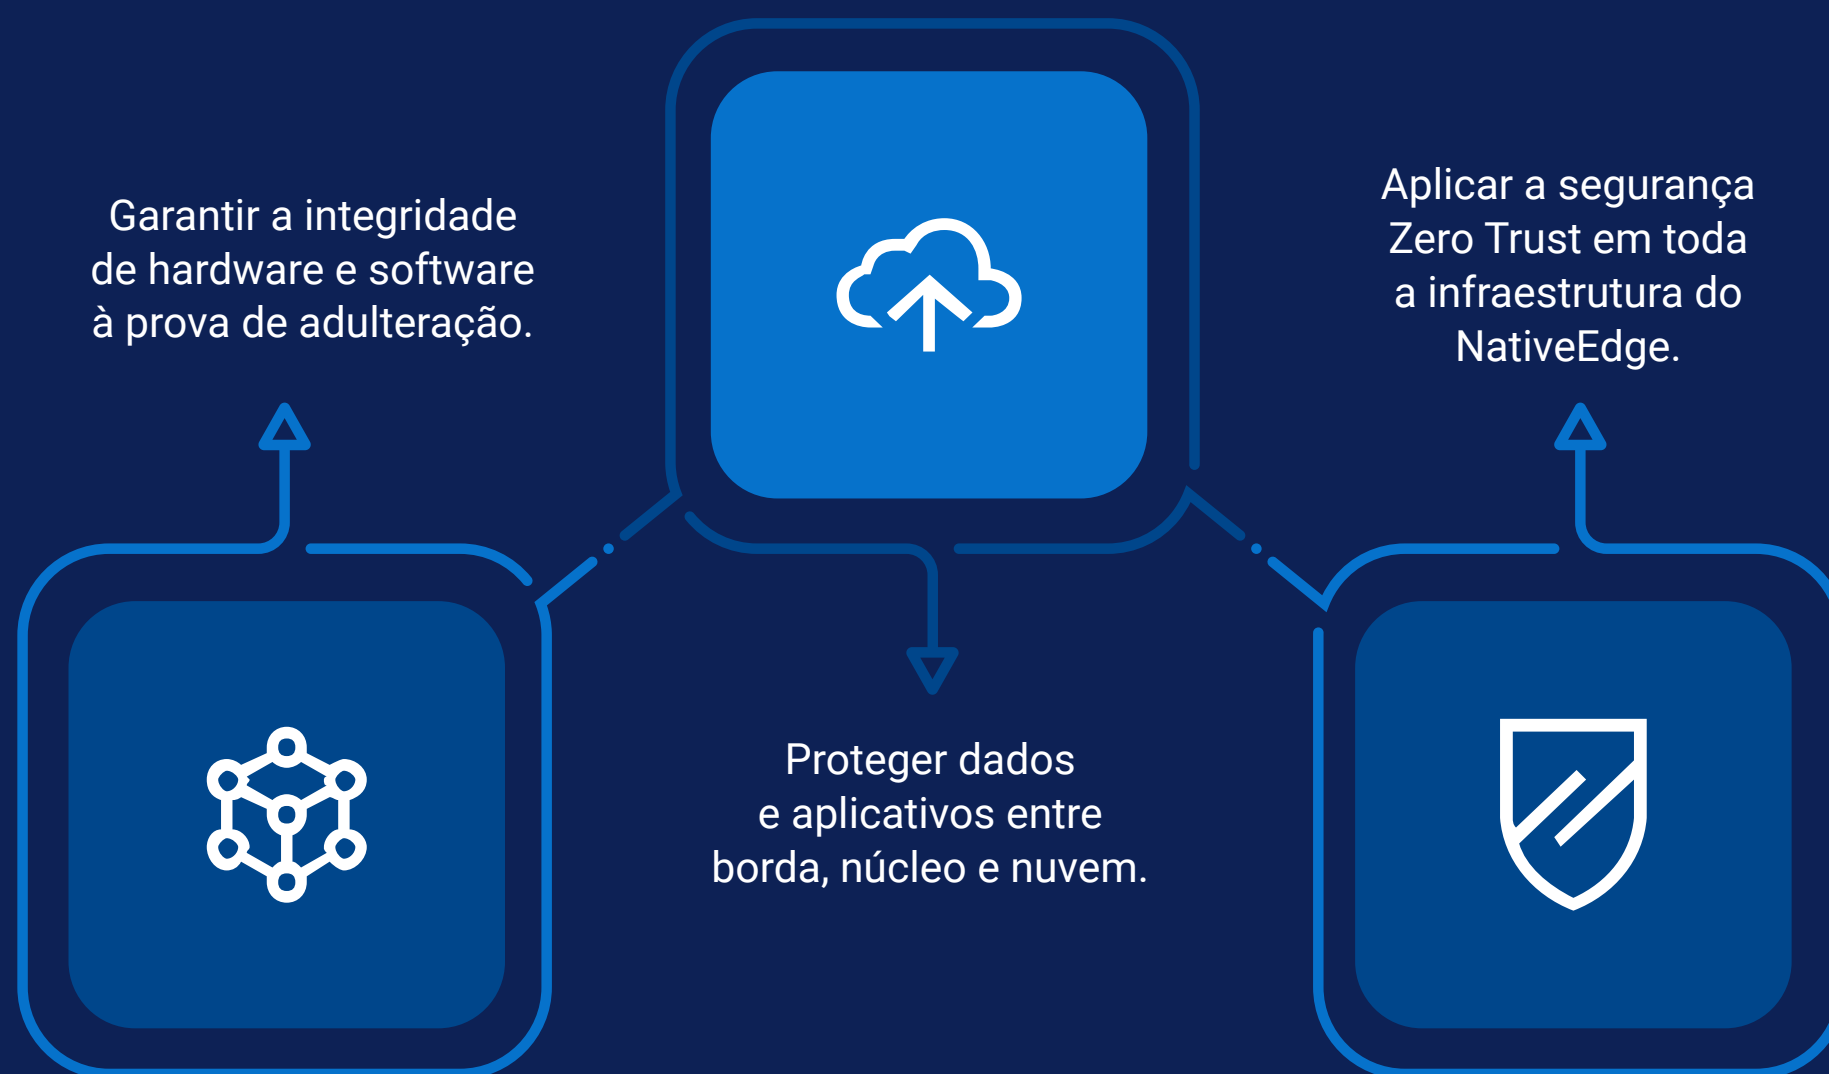 Garantir a integridade
de hardware e software
à prova de adulteração.
Proteger dados
e aplicativos entre
borda, núcleo e nuvem.
Aplicar a segurança
Zero Trust em toda
a infraestrutura do
NativeEdge.